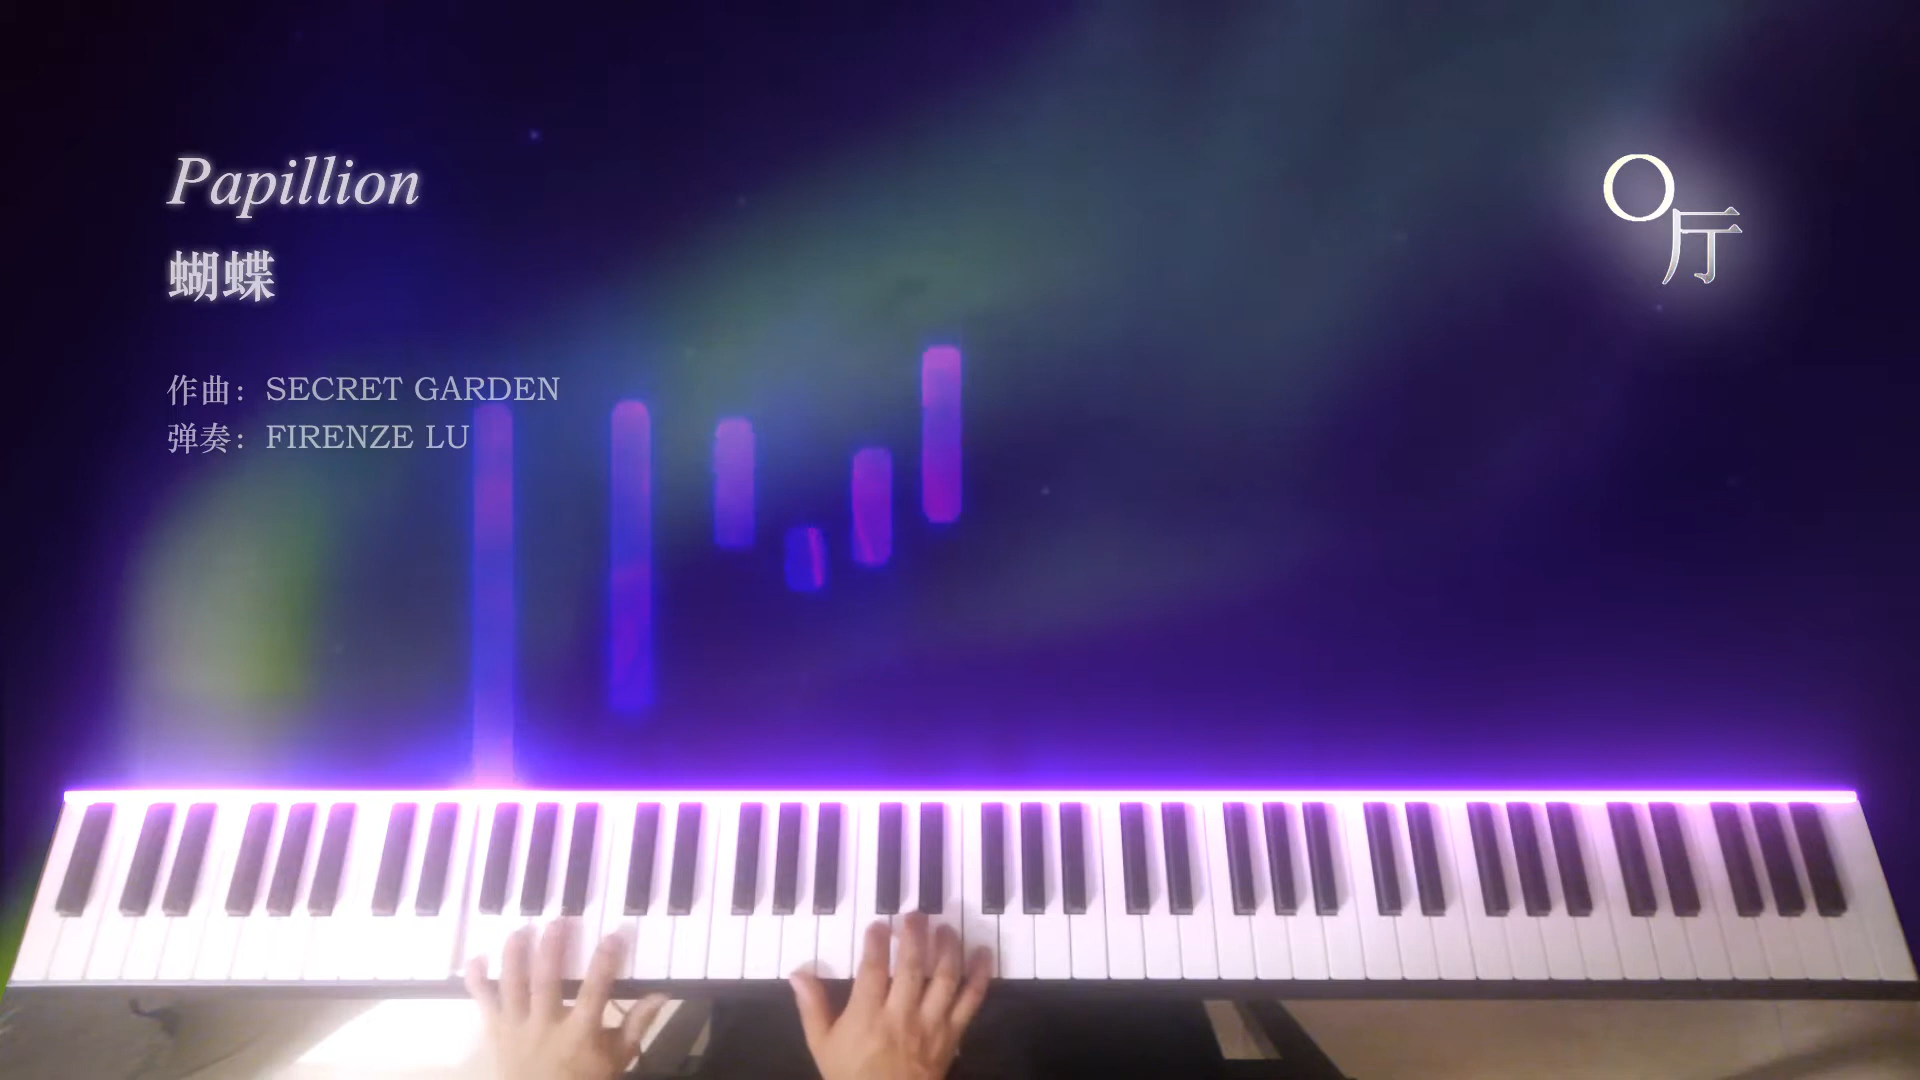 Papillion
蝴蝶
作曲：SECRET GARDEN
弹奏：FIRENZE LU
O厅